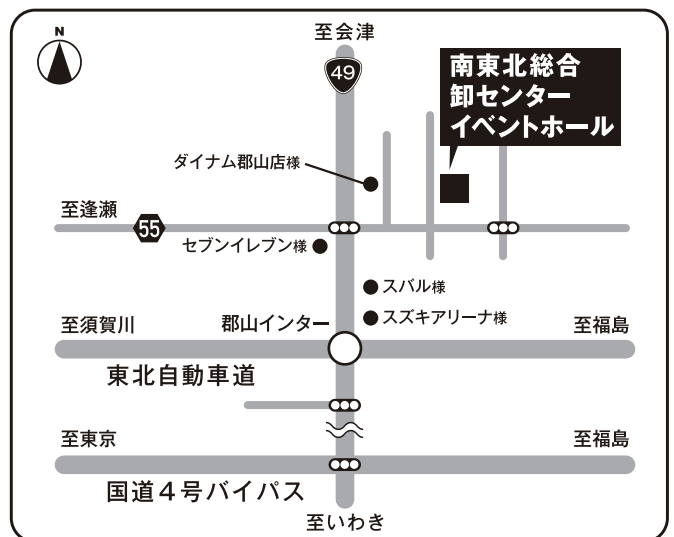 N
至会津
49
南東北総合
卸センター
イベントホール
ダイナム郡山店様
至逢瀬
55
セブンイレブン様
スバル様
スズキアリーナ様
至須賀川
郡山インター
至福島
東北自動車道
至東京
至福島
国道4号バイパス
至いわき